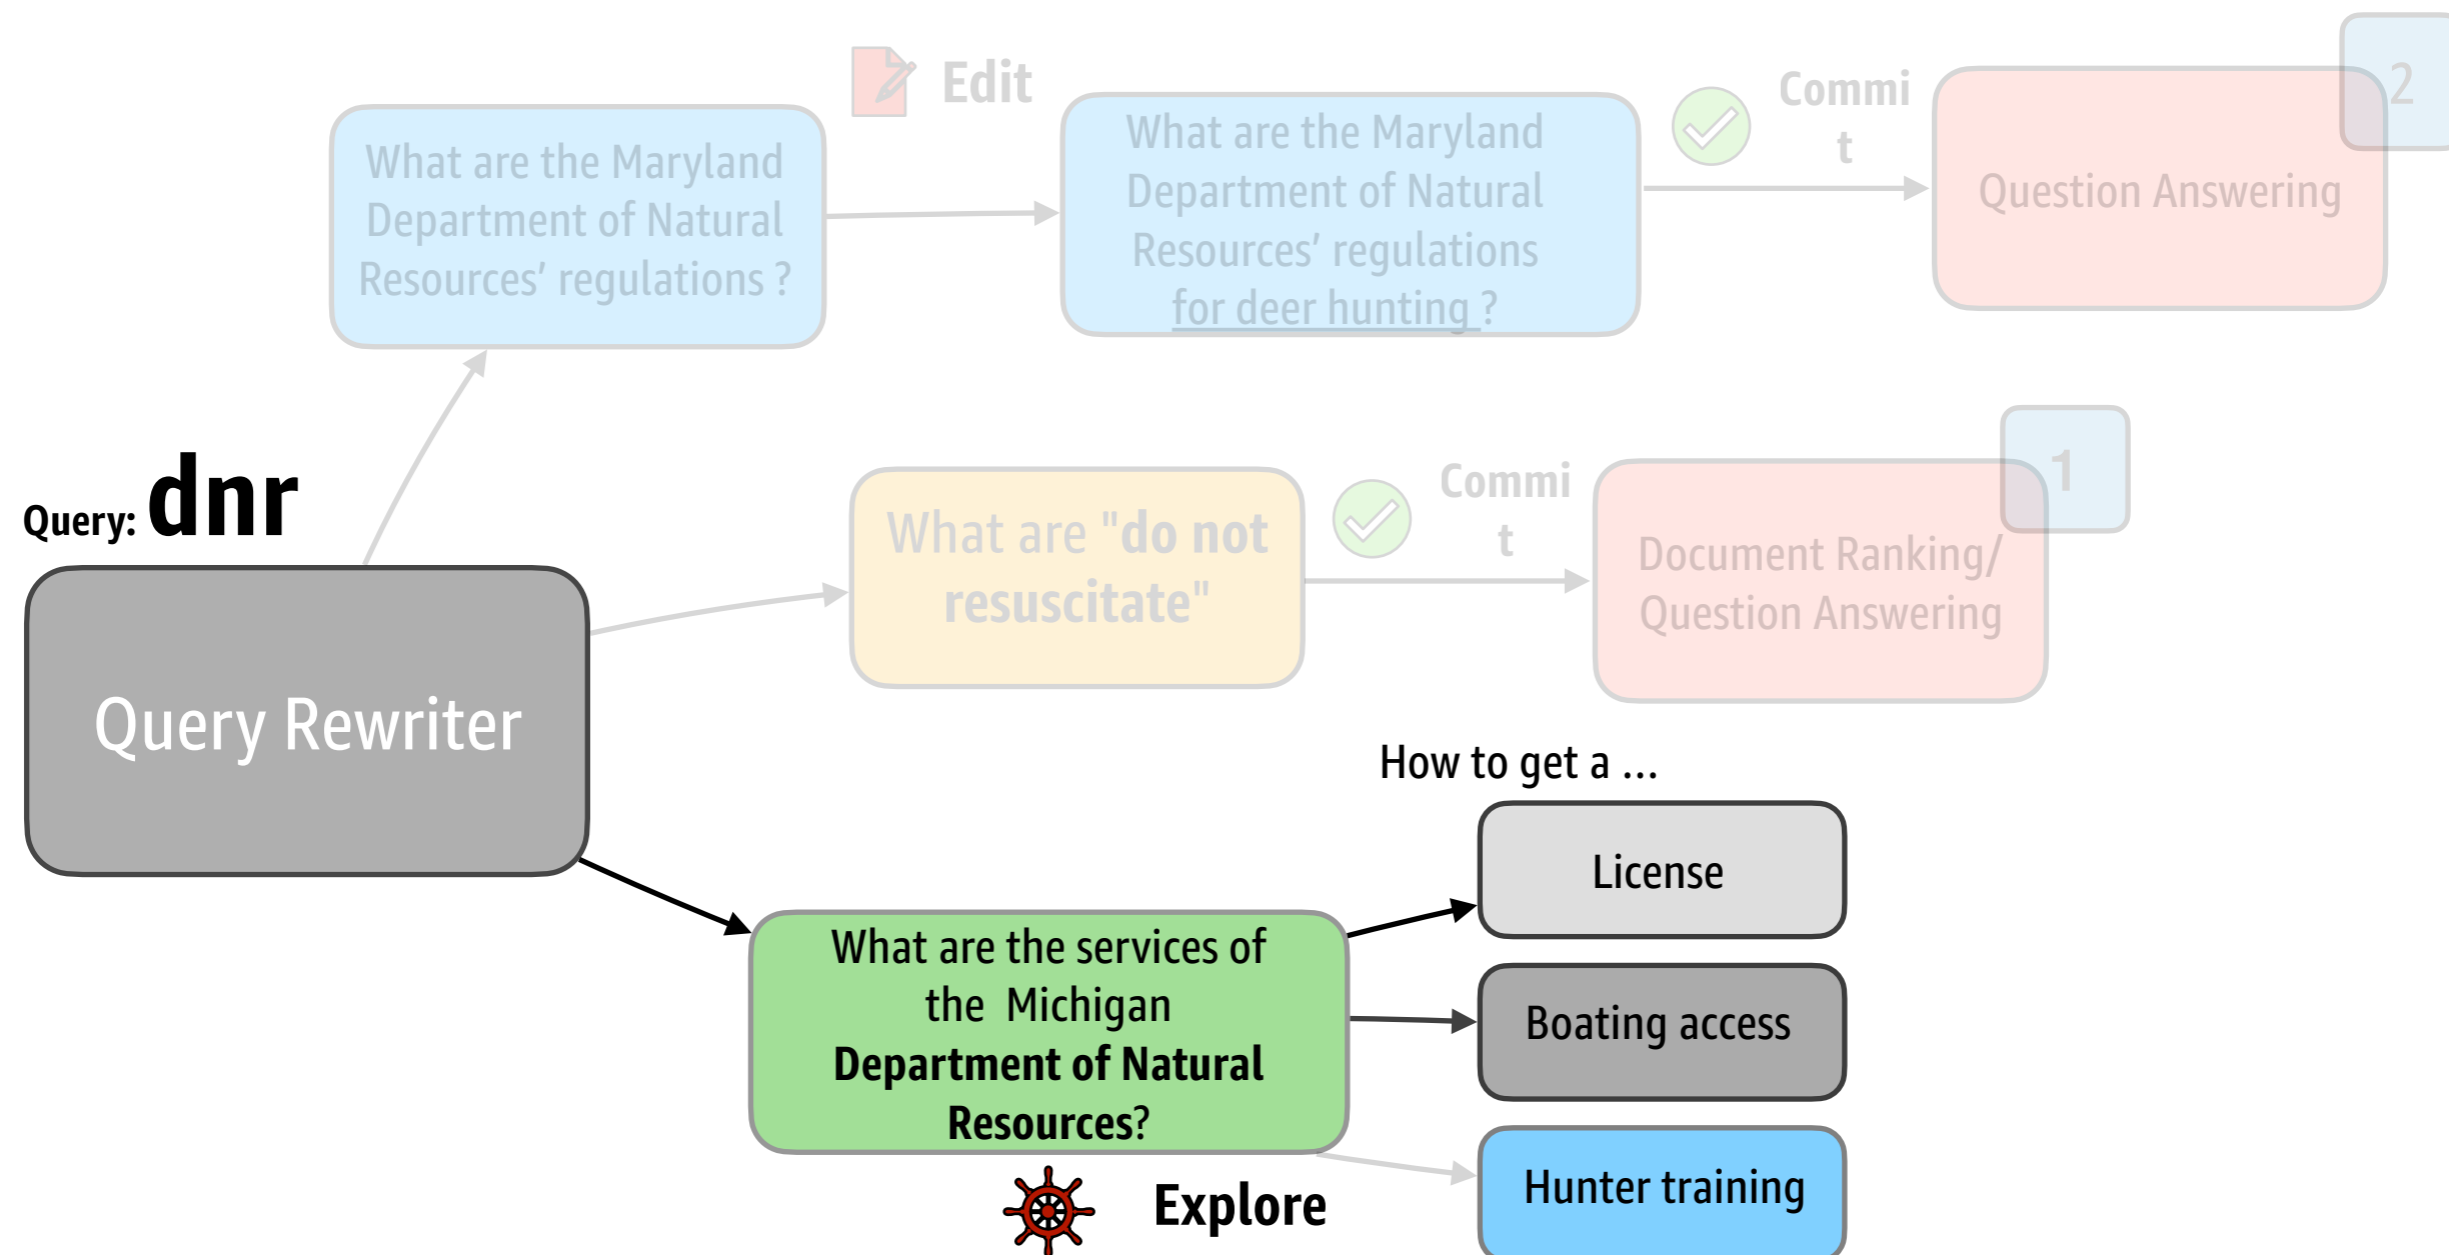 Edit
Commi
t
2
What are the Maryland
Department of Natural
Resources' regulations ?
What are the Maryland
Department of Natural
Resources' regulations
for deer hunting ?
Question Answering
Query: dnr
What are "do not
resuscitate"
Commi
t
1
Document Ranking/
Question Answering
Query Rewriter
How to get a ...
License
What are the services of
the Michigan
Department of Natural
Resources?
Boating access
Hunter training
Explore